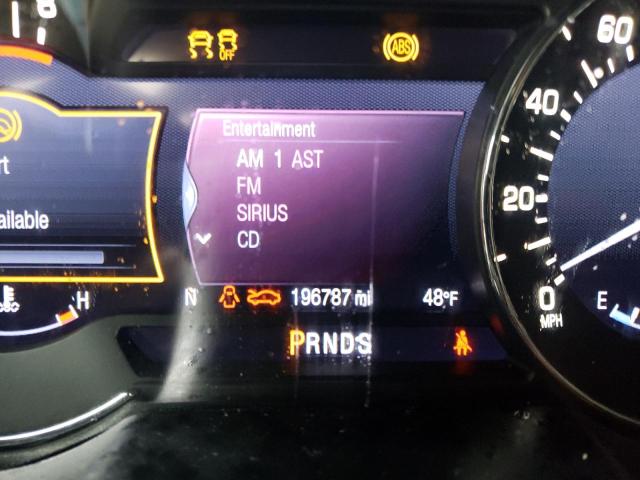 8
OFF
ABS
60
Entertainment
40
AM 1 AST
FM
SIRIUS
20
ailable
CD
H
N
196787 mi
48°F
0
E
MPH
PRNDS